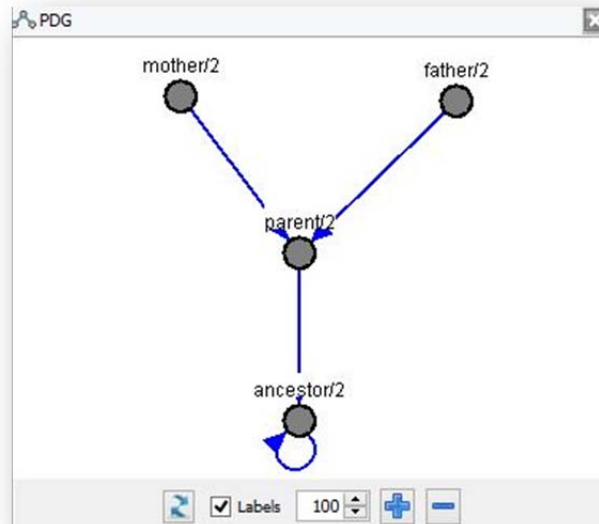 PDG
mother/2
father/2
parent/2
ancestor/2
Labels
100